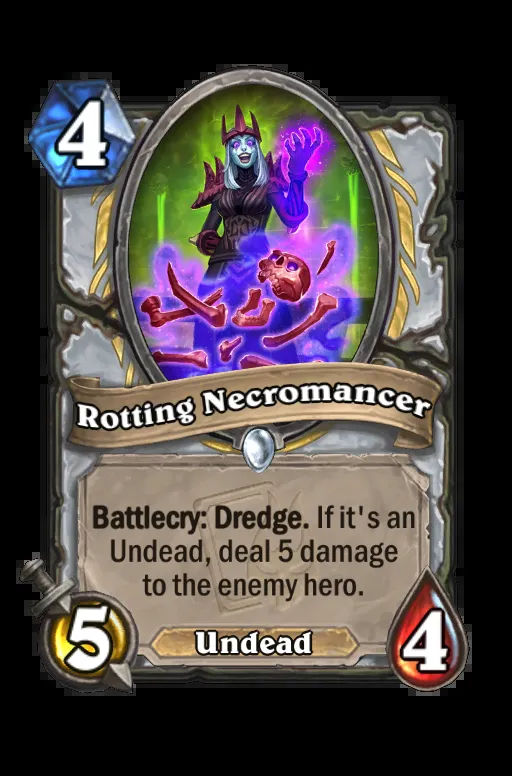 4
Rotting Necromancer
Battlecry: Dredge. If it's an
Undead, deal 5 damage
to the enemy hero.
5
Undead
4